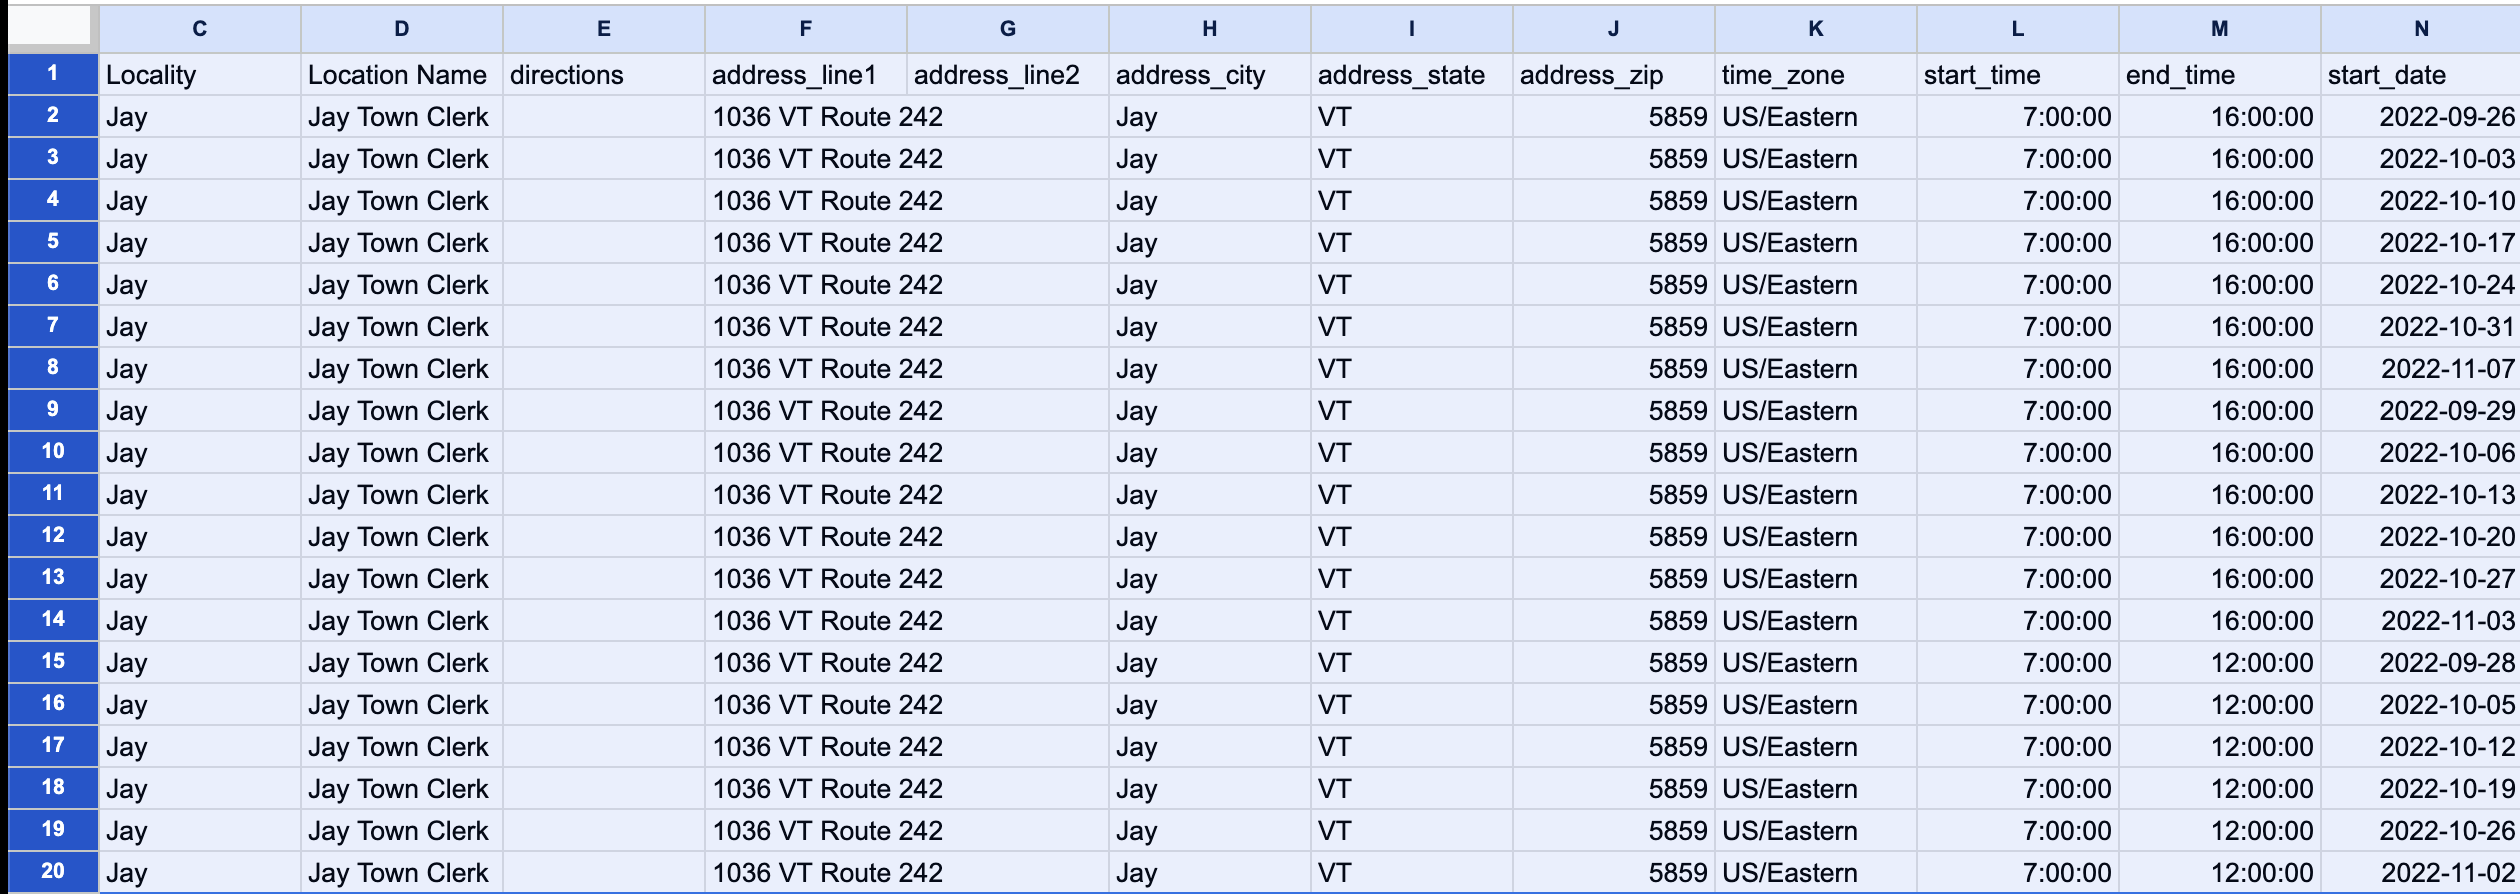 C D E F G H I J K L M N
1 Locality Location Name directions address_line1 address_line2 address_city address_state address_zip time_zone start_time end_time start_date
2 Jay Jay Town Clerk 1036 VT Route 242 Jay VT 5859 US/Eastern 7:00:00 16:00:00 2022-09-26
3 Jay Jay Town Clerk 1036 VT Route 242 Jay VT 5859 US/Eastern 7:00:00 16:00:00 2022-10-03
4 Jay Jay Town Clerk 1036 VT Route 242 Jay VT 5859 US/Eastern 7:00:00 16:00:00 2022-10-10
5 Jay Jay Town Clerk 1036 VT Route 242 Jay VT 5859 US/Eastern 7:00:00 16:00:00 2022-10-17
6 Jay Jay Town Clerk 1036 VT Route 242 Jay VT 5859 US/Eastern 7:00:00 16:00:00 2022-10-24
7 Jay Jay Town Clerk 1036 VT Route 242 Jay VT 5859 US/Eastern 7:00:00 16:00:00 2022-10-31
8 Jay Jay Town Clerk 1036 VT Route 242 Jay VT 5859 US/Eastern 7:00:00 16:00:00 2022-11-07
9 Jay Jay Town Clerk 1036 VT Route 242 Jay VT 5859 US/Eastern 7:00:00 16:00:00 2022-09-29
10 Jay Jay Town Clerk 1036 VT Route 242 Jay VT 5859 US/Eastern 7:00:00 16:00:00 2022-10-06
11 Jay Jay Town Clerk 1036 VT Route 242 Jay VT 5859 US/Eastern 7:00:00 16:00:00 2022-10-13
12 Jay Jay Town Clerk 1036 VT Route 242 Jay VT 5859 US/Eastern 7:00:00 16:00:00 2022-10-20
13 Jay Jay Town Clerk 1036 VT Route 242 Jay VT 5859 US/Eastern 7:00:00 16:00:00 2022-10-27
14 Jay Jay Town Clerk 1036 VT Route 242 Jay VT 5859 US/Eastern 7:00:00 16:00:00 2022-11-03
15 Jay Jay Town Clerk 1036 VT Route 242 Jay VT 5859 US/Eastern 7:00:00 12:00:00 2022-09-28
16 Jay Jay Town Clerk 1036 VT Route 242 Jay VT 5859 US/Eastern 7:00:00 12:00:00 2022-10-05
17 Jay Jay Town Clerk 1036 VT Route 242 Jay VT 5859 US/Eastern 7:00:00 12:00:00 2022-10-12
18 Jay Jay Town Clerk 1036 VT Route 242 Jay VT 5859 US/Eastern 7:00:00 12:00:00 2022-10-19
19 Jay Jay Town Clerk 1036 VT Route 242 Jay VT 5859 US/Eastern 7:00:00 12:00:00 2022-10-26
20 Jay Jay Town Clerk 1036 VT Route 242 Jay VT 5859 US/Eastern 7:00:00 12:00:00 2022-11-02